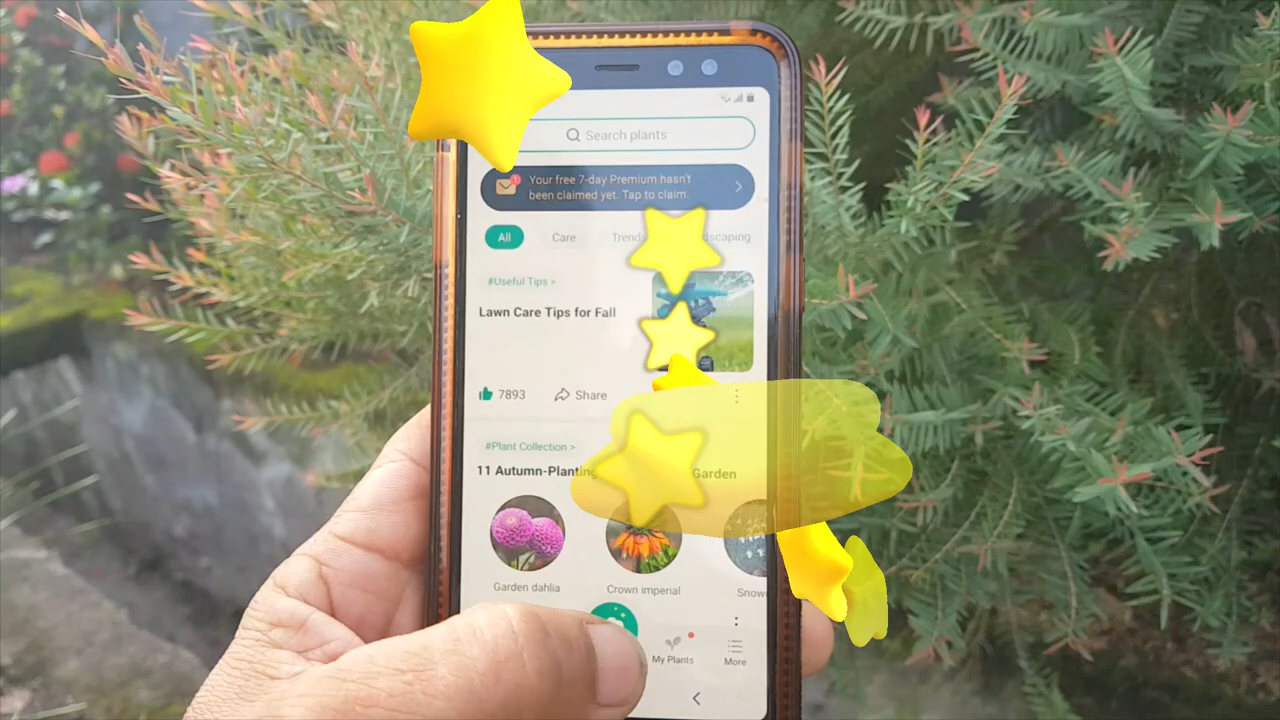 Search plants
Your free 7-day Premium hasn't
been claimed yet. Tap to claim.
All Care
#Useful Tips >
Lawn Care Tips for Fall
7893 Share
#Plant Collection >
11 Autumn-Planting Garden
Garden dahlia Crown imperial
My Plants More